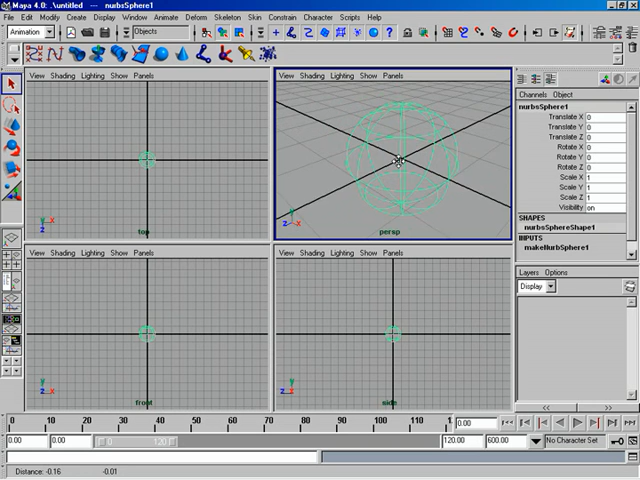 Maya 4.0: .\untitled --- nurbsSphere1
File Edit Modify Create Display Window Animate Deform Skeleton Skin Constrain Character Scripts Help
Animation Objects
View Shading Lighting Show Panels
top
View Shading Lighting Show Panels
persp
View Shading Lighting Show Panels
front
View Shading Lighting Show Panels
side
Channels Object
nurbsSphere1
Translate X 0
Translate Y 0
Translate Z 0
Rotate X 0
Rotate Y 0
Rotate Z 0
Scale X 1
Scale Y 1
Scale Z 1
Visibility on
SHAPES
nurbsSphereShape1
INPUTS
makeNurbSphere1
Layers Options
Display
10 20 30 40 50 60 70 80 90 100 110 0.00
0.00 0.00 0 120 120.00 600.00 No Character Set
Distance: -0.16 -0.01